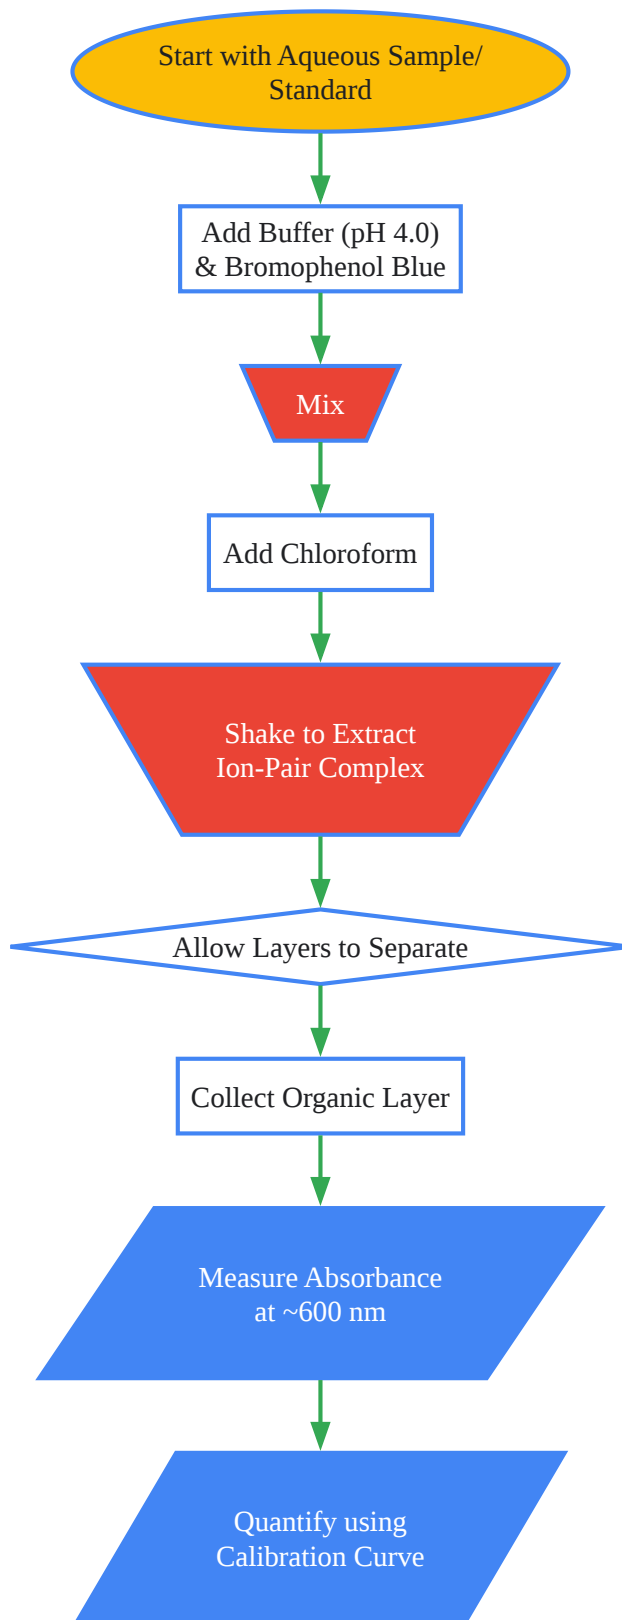 Start with Aqueous Sample/
Standard
Add Buffer (pH 4.0)
& Bromophenol Blue
Mix
Add Chloroform
Shake to Extract
Ion-Pair Complex
Allow Layers to Separate
Collect Organic Layer
Measure Absorbance
at ~600 nm
Quantify using
Calibration Curve